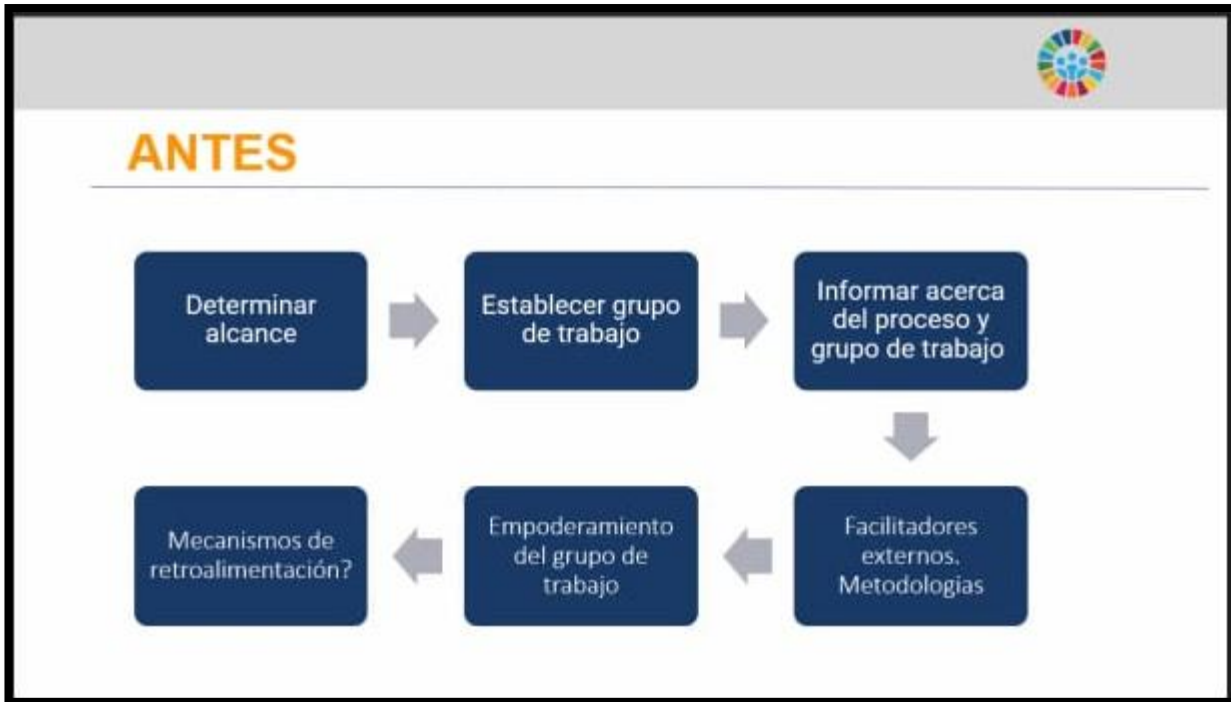 ANTES
Determinar
alcance
Establecer grupo
de trabajo
Informar acerca
del proceso y
grupo de trabajo
Facilitadores
externos.
Metodologias
Empoderamiento
del grupo de
trabajo
Mecanismos de
retroalimentación?